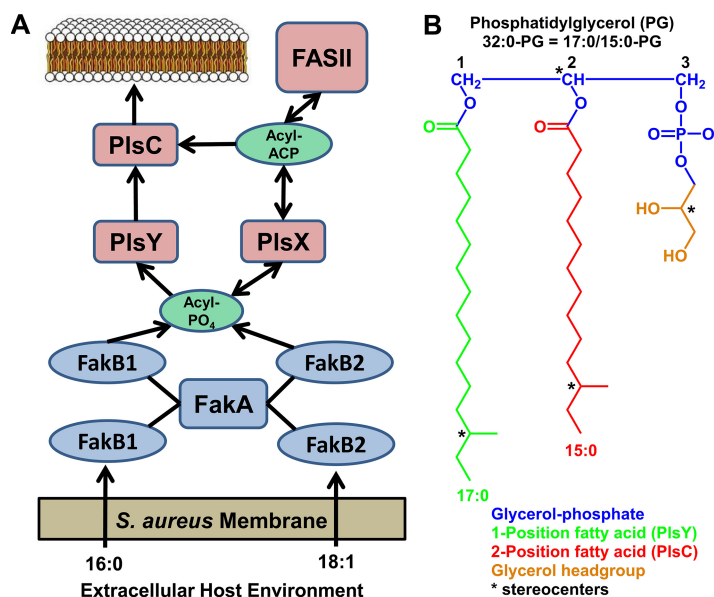 A
FASII
PlsC
Acyl-
ACP
PlsY
PlsX
Acyl-
PO4
FakB1
FakB2
FakA
FakB1
FakB2
S. aureus Membrane
16:0
18:1
Extracellular Host Environment
B
Phosphatidylglycerol (PG)
32:0-PG = 17:0/15:0-PG
1
2
3
CH2
*CH
CH2
O
O
O
O
O
O=P-O
O
HO
*
HO
*
15:0
*
17:0
Glycerol-phosphate
1-Position fatty acid (PlsY)
2-Position fatty acid (PlsC)
Glycerol headgroup
* stereocenters